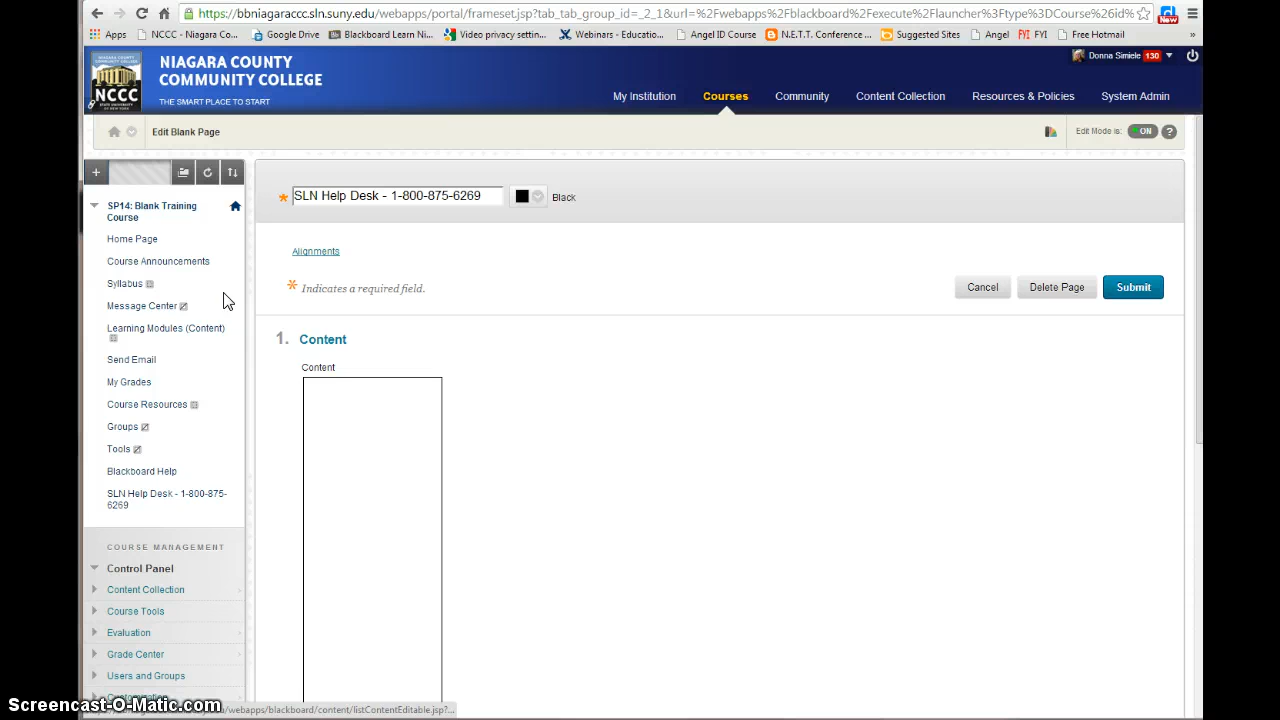 https://bbniagaraccc.sln.suny.edu/webapps/portal/frameset.jsp?tab_tab_group_id=_2_1&url=%2Fwebapps%2Fblackboard%2Fexecute%2Flauncher%3Ftype%3DCourse%26id%
New
Apps NCCC - Niagara Co... Google Drive Blackboard Learn Ni... Video privacy settin... Webinars - Educatio... Angel ID Course N.E.T.T. Conference ... Suggested Sites Angel FYI FYI Free Hotmail »
NIAGARA COUNTY
COMMUNITY COLLEGE
THE SMART PLACE TO START
NCCC
Donna Simiele 130
My Institution Courses Community Content Collection Resources & Policies System Admin
Edit Blank Page
Edit Mode is: ON ?
SP14: Blank Training
Course
Home Page
Course Announcements
Syllabus
Message Center
Learning Modules (Content)
Send Email
My Grades
Course Resources
Groups
Tools
Blackboard Help
SLN Help Desk - 1-800-875-
6269
COURSE MANAGEMENT
Control Panel
Content Collection
Course Tools
Evaluation
Grade Center
Users and Groups
SLN Help Desk - 1-800-875-6269
Black
Alignments
* Indicates a required field.
Cancel Delete Page Submit
1. Content
Content
Screencast-O-Matic.com
/webapps/blackboard/content/listContentEditable.jsp?...